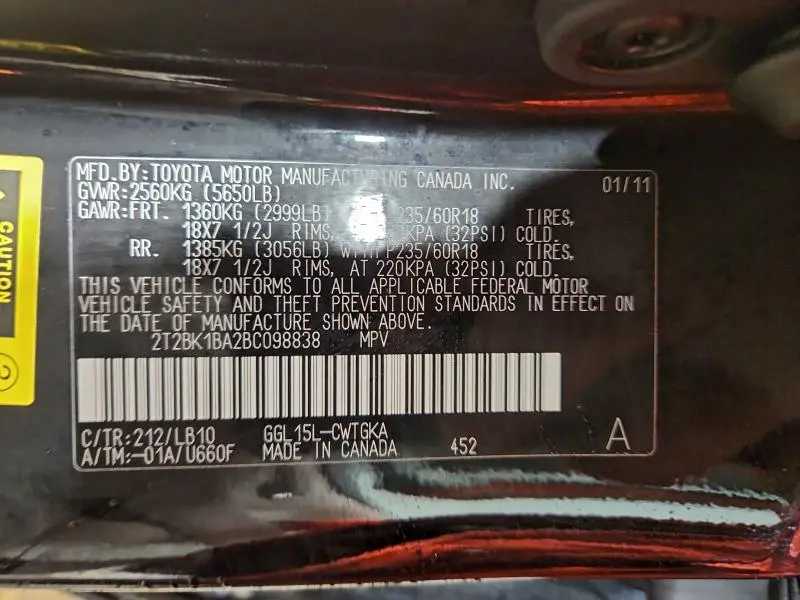 MFD.BY:TOYOTA MOTOR MANUFACTURING CANADA INC. 01/11
GVWR:2560KG (5650LB)
GAWR:FRT. 1360KG (2999LB) P235/60R18 TIRES,
18X7 1/2J RIMS, KPA (32PSI) COLD.
RR. 1385KG (3056LB) WITH P235/60R18 TIRES,
18X7 1/2J RIMS, AT 220KPA (32PSI) COLD.
THIS VEHICLE CONFORMS TO ALL APPLICABLE FEDERAL MOTOR
VEHICLE SAFETY AND THEFT PREVENTION STANDARDS IN EFFECT ON
THE DATE OF MANUFACTURE SHOWN ABOVE.
2T2BK1BA2BC098838 MPV
C/TR:212/LB10 GGL15L-CWTGKA
A/TM:-01A/U660F MADE IN CANADA 452 A
CAUTION
2